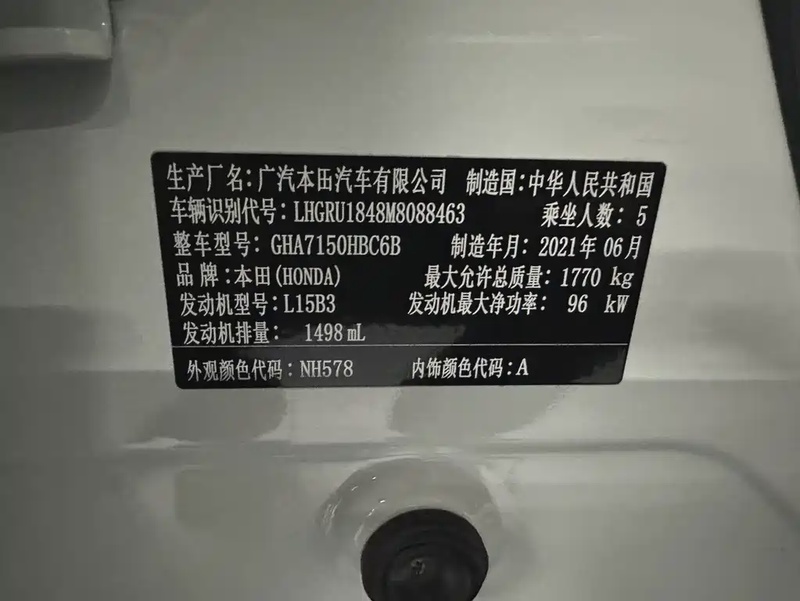 生产厂名：广汽本田汽车有限公司 制造国：中华人民共和国
车辆识别代号：LHGRU1848M8088463 乘坐人数：5
整车型号：GHA7150HBC6B 制造年月：2021年06月
品牌：本田(HONDA) 最大允许总质量：1770 kg
发动机型号：L15B3 发动机最大净功率：96 kW
发动机排量：1498 mL
外观颜色代码：NH578 内饰颜色代码：A